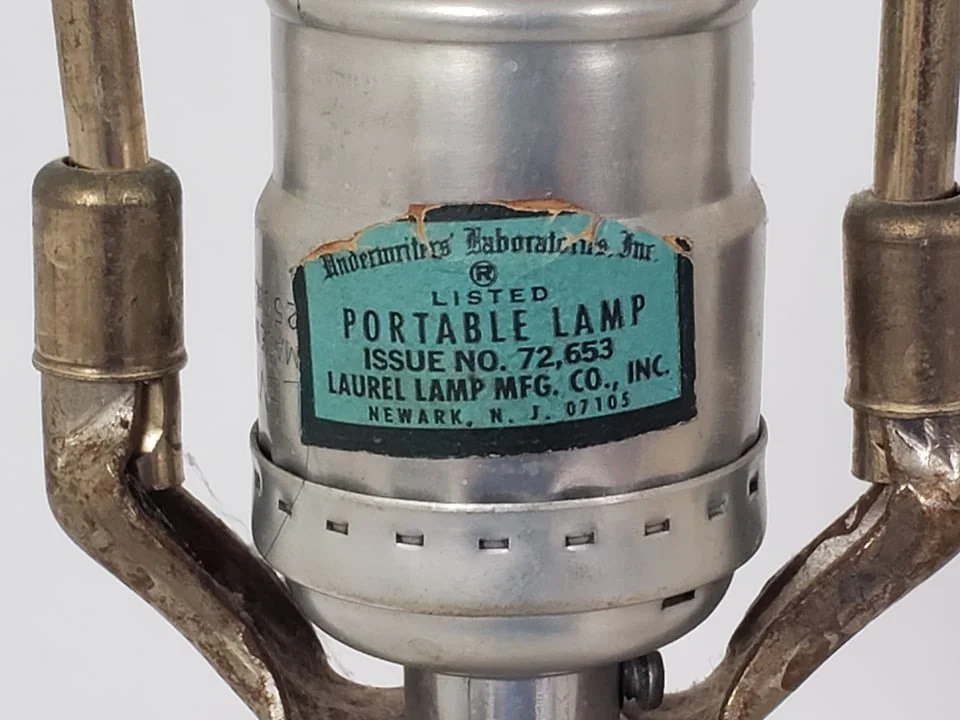 Underwriters' Laboratories, Inc.
®
LISTED
PORTABLE LAMP
ISSUE NO. 72,653
LAUREL LAMP MFG. CO., INC.
NEWARK, N. J. 07105